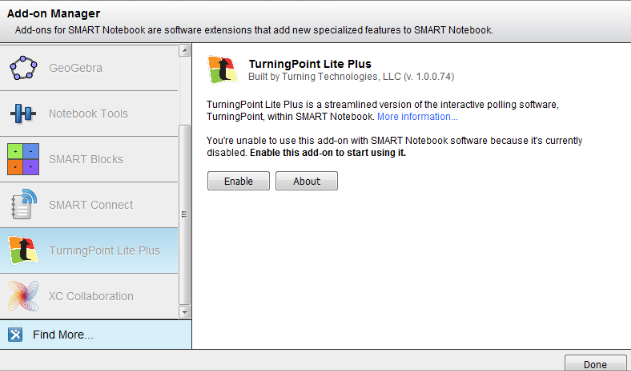 Add-on Manager
Add-ons for SMART Notebook are software extensions that add new specialized features to SMART Notebook.
GeoGebra
Notebook Tools
SMART Blocks
SMART Connect
TurningPoint Lite Plus
XC Collaboration
Find More...
TurningPoint Lite Plus
Built by Turning Technologies, LLC (v. 1.0.0.74)
TurningPoint Lite Plus is a streamlined version of the interactive polling software,
TurningPoint, within SMART Notebook. More information...
You're unable to use this add-on with SMART Notebook software because it's currently
disabled. Enable this add-on to start using it.
Enable About
Done